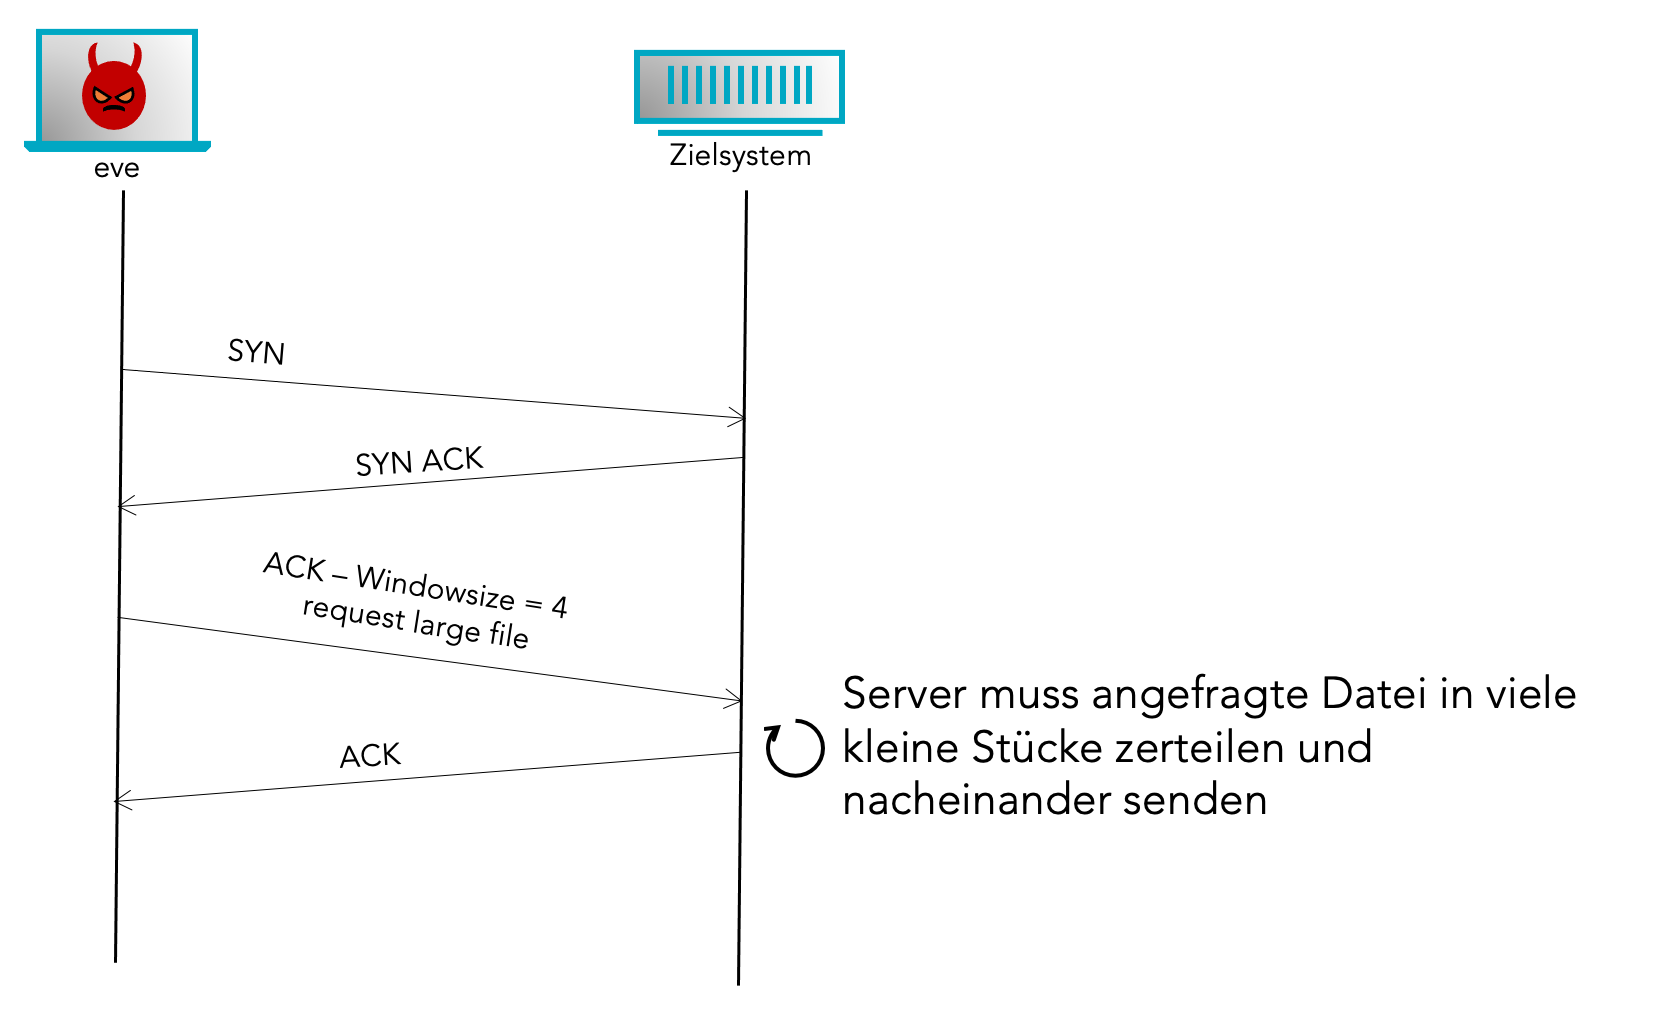 eve
Zielsystem
SYN
SYN ACK
ACK – Windowsize = 4
request large file
ACK
Server muss angefragte Datei in viele
kleine Stücke zerteilen und
nacheinander senden